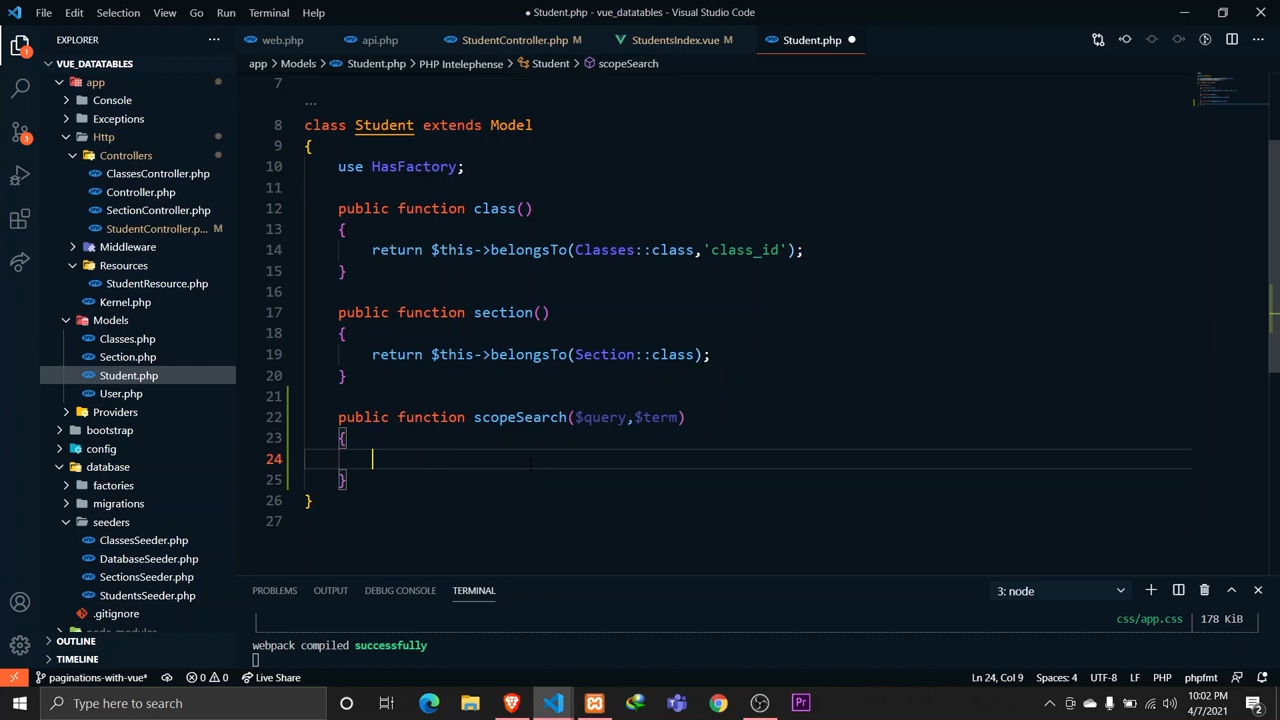 File Edit Selection View Go Run Terminal Help
● Student.php - vue_datatables - Visual Studio Code
EXPLORER
web.php
api.php
StudentController.php M
StudentsIndex.vue M
Student.php
VUE_DATATABLES
app > Models > Student.php > PHP Intelephense > Student > scopeSearch
app
Console
Exceptions
Http
Controllers
ClassesController.php
Controller.php
SectionController.php
StudentController.p... M
Middleware
Resources
StudentResource.php
Kernel.php
Models
Classes.php
Section.php
Student.php
User.php
Providers
bootstrap
config
database
factories
migrations
seeders
ClassesSeeder.php
DatabaseSeeder.php
SectionsSeeder.php
StudentsSeeder.php
.gitignore
OUTLINE
TIMELINE
7
...
8 class Student extends Model
9 {
10 use HasFactory;
11
12 public function class()
13 {
14 return $this->belongsTo(Classes::class,'class_id');
15 }
16
17 public function section()
18 {
19 return $this->belongsTo(Section::class);
20 }
21
22 public function scopeSearch($query,$term)
23 {
24
25 }
26 }
27
PROBLEMS OUTPUT DEBUG CONSOLE TERMINAL
3: node
css/app.css 178 KiB
webpack compiled successfully
paginations-with-vue*
0 0
Live Share
Ln 24, Col 9 Spaces: 4 UTF-8 LF PHP phpfmt
Type here to search
Pr
10:02 PM
4/7/2021
2